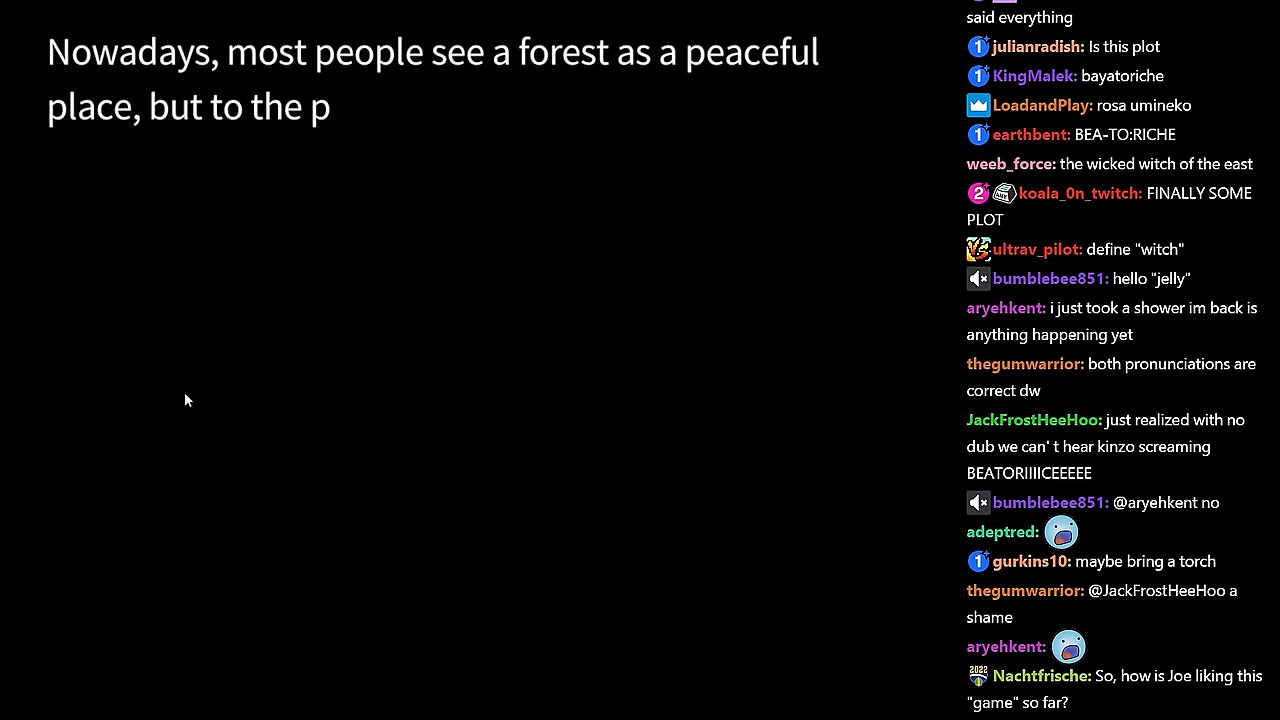 Nowadays, most people see a forest as a peaceful
place, but to the p
said everything
julianradish: Is this plot
KingMalek: bayatoriche
LoadandPlay: rosa umineko
earthbent: BEA-TO:RICHE
weeb_force: the wicked witch of the east
koala_0n_twitch: FINALLY SOME
PLOT
ultrav_pilot: define "witch"
bumblebee851: hello "jelly"
aryehkent: i just took a shower im back is
anything happening yet
thegumwarrior: both pronunciations are
correct dw
JackFrostHeeHoo: just realized with no
dub we can' t hear kinzo screaming
BEATORIIIICEEEEE
bumblebee851: @aryehkent no
adeptred:
gurkins10: maybe bring a torch
thegumwarrior: @JackFrostHeeHoo a
shame
aryehkent:
Nachtfrische: So, how is Joe liking this
"game" so far?